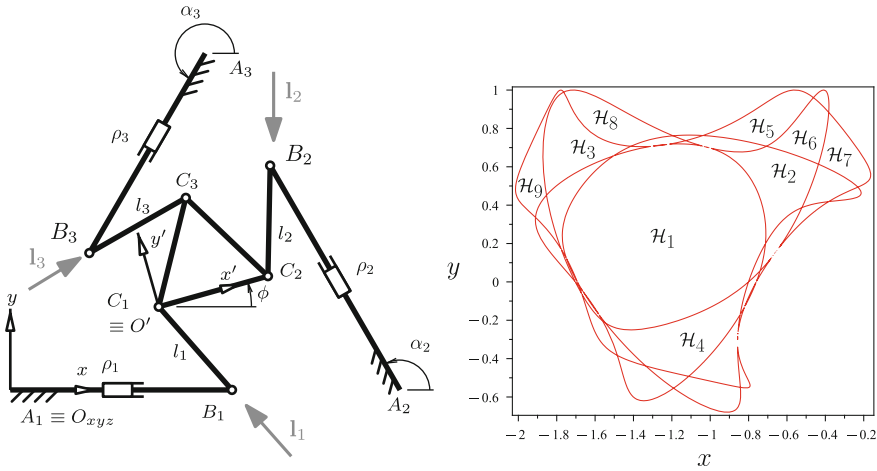 α₃
A₃
l₂
ρ₃
B₂
C₃
l₃
B₃
y′
l₂
ρ₂
l₃
x′
C₂
C₁
ϕ
≡ O′
y
l₁
α₂
x
ρ₁
A₁ ≡ Oₓᵧ𝓏
B₁
A₂
l₁
1
0.8
0.6
0.4
0.2
0
−0.2
−0.4
−0.6
y
ℋ₈
ℋ₅
ℋ₆
ℋ₃
ℋ₇
ℋ₂
ℋ₉
ℋ₁
ℋ₄
−2 −1.8 −1.6 −1.4 −1.2 −1 −0.8 −0.6 −0.4 −0.2
x